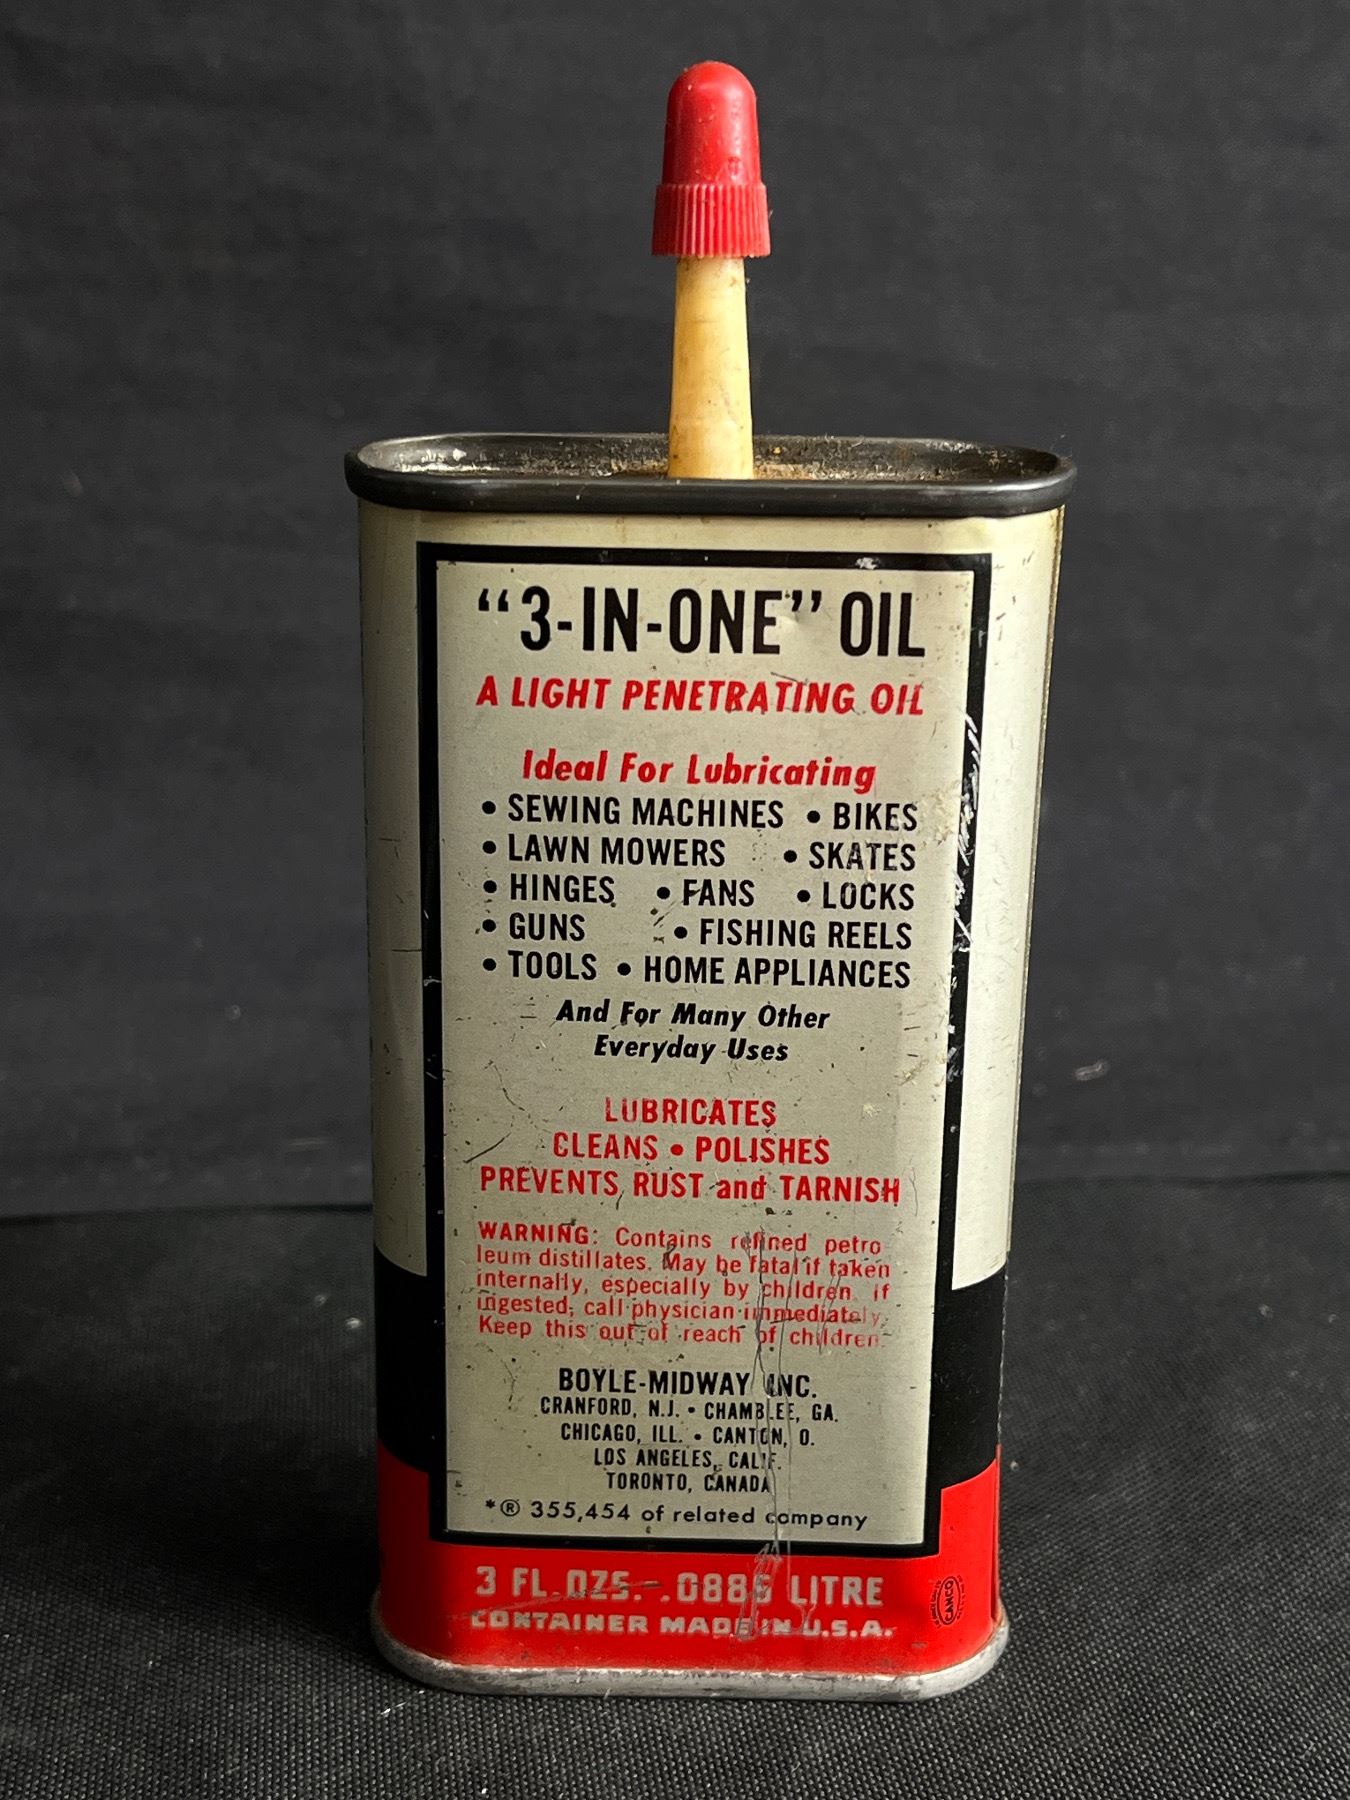 “3-IN-ONE” OIL
A LIGHT PENETRATING OIL
Ideal For Lubricating
• SEWING MACHINES • BIKES
• LAWN MOWERS • SKATES
• HINGES • FANS • LOCKS
• GUNS • FISHING REELS
• TOOLS • HOME APPLIANCES
And For Many Other
Everyday Uses
LUBRICATES
CLEANS • POLISHES
PREVENTS RUST and TARNISH
WARNING: Contains refined petro
leum distillates. May be fatal if taken
internally, especially by children. If
ingested, call physician immediately.
Keep this out of reach of children.
BOYLE-MIDWAY INC.
CRANFORD, N.J. • CHAMBLEE, GA.
CHICAGO, ILL. • CANTON, O.
LOS ANGELES, CALIF.
TORONTO, CANADA
*® 355,454 of related company
3 FL. OZS. - .0886 LITRE
CONTAINER MADE IN U.S.A.
CANCO